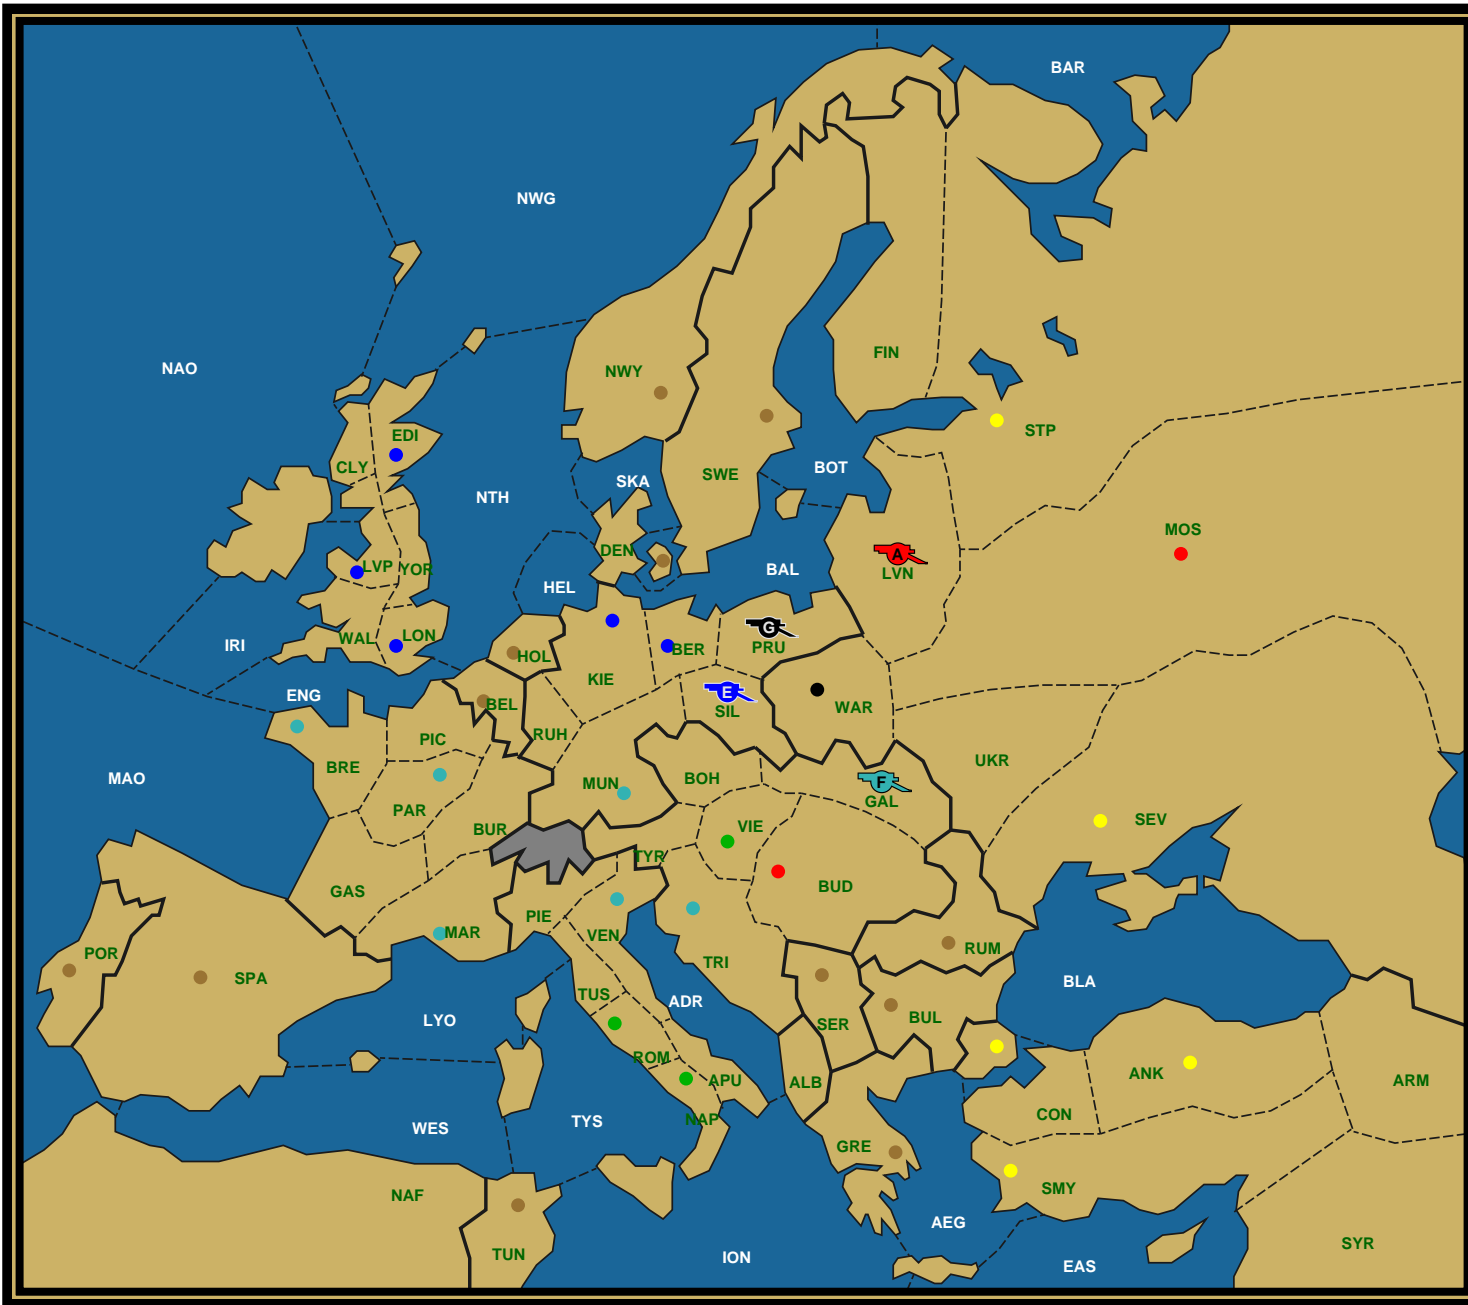 BAR
NWG
NAO
NWY
FIN
STP
EDI
CLY
SKA
SWE
BOT
NTH
MOS
DEN
A
LVN
LVP
YOR
HEL
BAL
IRI
WAL
LON
HOL
KIE
BER
G
PRU
ENG
BEL
E
SIL
WAR
PIC
RUH
BRE
UKR
MAO
MUN
BOH
F
GAL
PAR
BUR
VIE
SEV
TYR
GAS
BUD
PIE
MAR
VEN
POR
SPA
TRI
RUM
BLA
TUS
ADR
LYO
SER
BUL
ROM
APU
ALB
ANK
ARM
CON
NAP
TYS
WES
GRE
SMY
NAF
AEG
SYR
TUN
ION
EAS